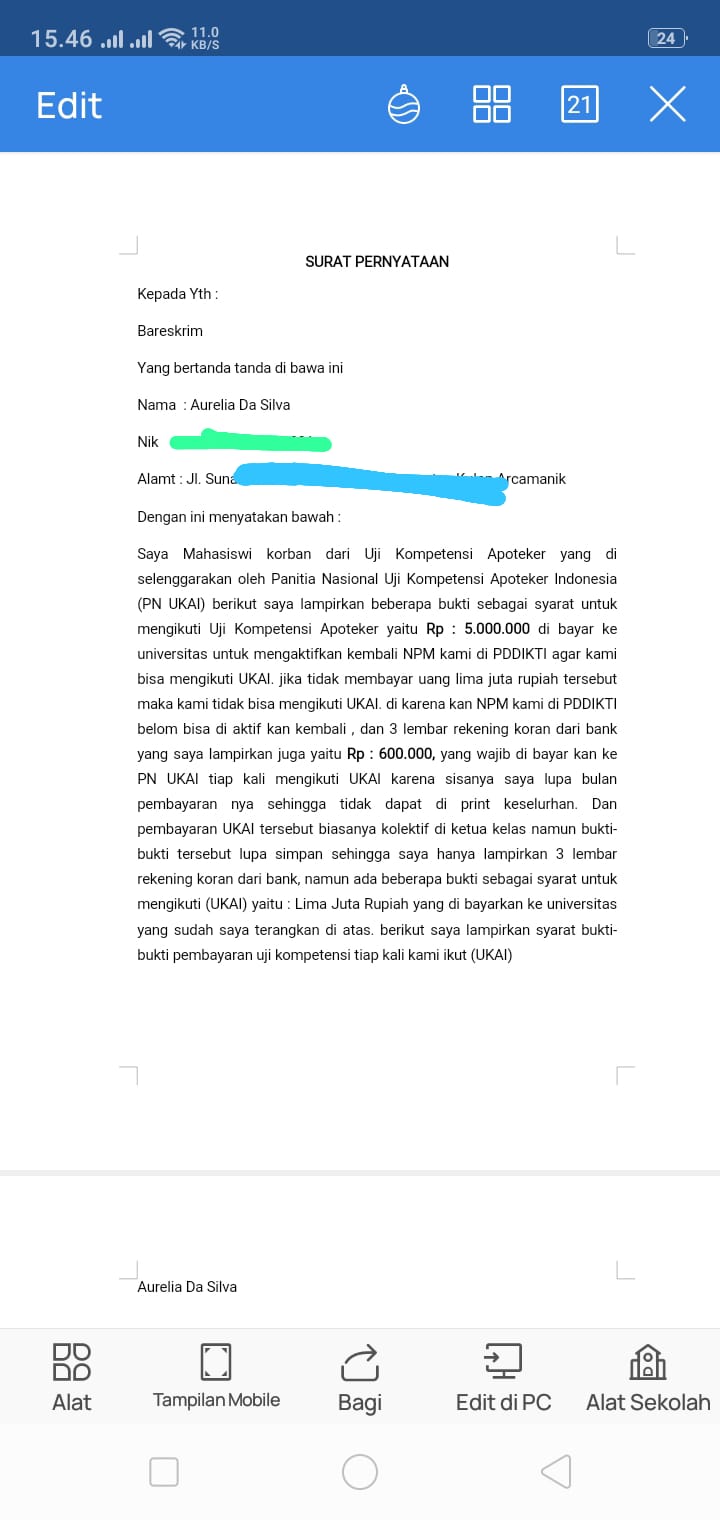 15.46
11.0
KB/S
24
Edit
21
SURAT PERNYATAAN
Kepada Yth :
Bareskrim
Yang bertanda tanda di bawa ini
Nama : Aurelia Da Silva
Nik
Alamt : Jl. Suna Arcamanik
Dengan ini menyatakan bawah :
Saya Mahasiswi korban dari Uji Kompetensi Apoteker yang di
selenggarakan oleh Panitia Nasional Uji Kompetensi Apoteker Indonesia
(PN UKAI) berikut saya lampirkan beberapa bukti sebagai syarat untuk
mengikuti Uji Kompetensi Apoteker yaitu Rp : 5.000.000 di bayar ke
universitas untuk mengaktifkan kembali NPM kami di PDDIKTI agar kami
bisa mengikuti UKAI. jika tidak membayar uang lima juta rupiah tersebut
maka kami tidak bisa mengikuti UKAI. di karena kan NPM kami di PDDIKTI
belom bisa di aktif kan kembali , dan 3 lembar rekening koran dari bank
yang saya lampirkan juga yaitu Rp : 600.000, yang wajib di bayar kan ke
PN UKAI tiap kali mengikuti UKAI karena sisanya saya lupa bulan
pembayaran nya sehingga tidak dapat di print keselurhan. Dan
pembayaran UKAI tersebut biasanya kolektif di ketua kelas namun bukti-
bukti tersebut lupa simpan sehingga saya hanya lampirkan 3 lembar
rekening koran dari bank, namun ada beberapa bukti sebagai syarat untuk
mengikuti (UKAI) yaitu : Lima Juta Rupiah yang di bayarkan ke universitas
yang sudah saya terangkan di atas. berikut saya lampirkan syarat bukti-
bukti pembayaran uji kompetensi tiap kali kami ikut (UKAI)
Aurelia Da Silva
Alat
Tampilan Mobile
Bagi
Edit di PC
Alat Sekolah